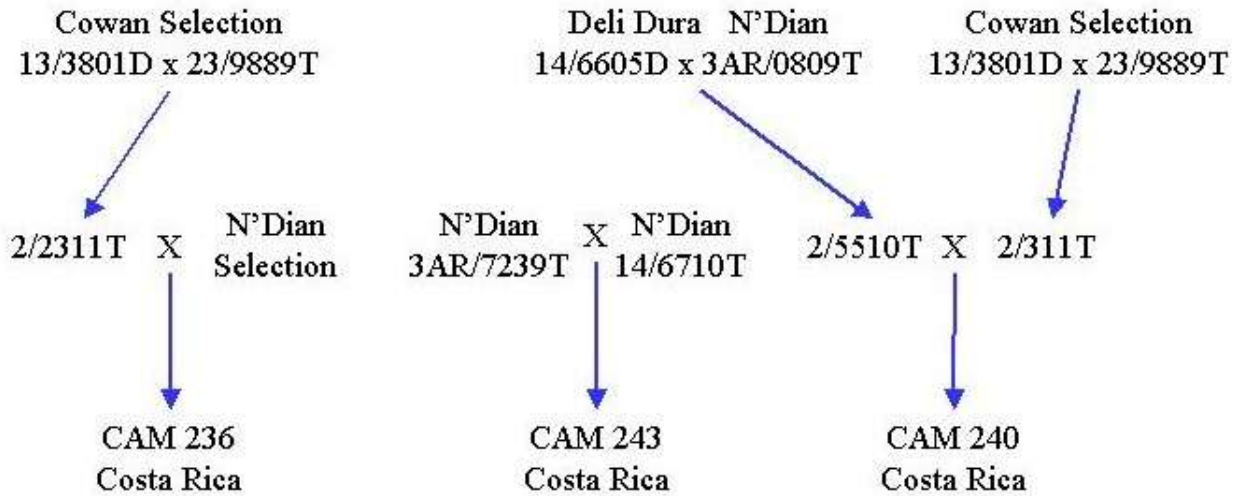 Cowan Selection
13/3801D x 23/9889T
Deli Dura N'Dian
14/6605D x 3AR/0809T
Cowan Selection
13/3801D x 23/9889T
2/2311T X N'Dian
Selection
N'Dian X N'Dian
3AR/7239T 14/6710T
2/5510T X 2/311T
CAM 236
Costa Rica
CAM 243
Costa Rica
CAM 240
Costa Rica